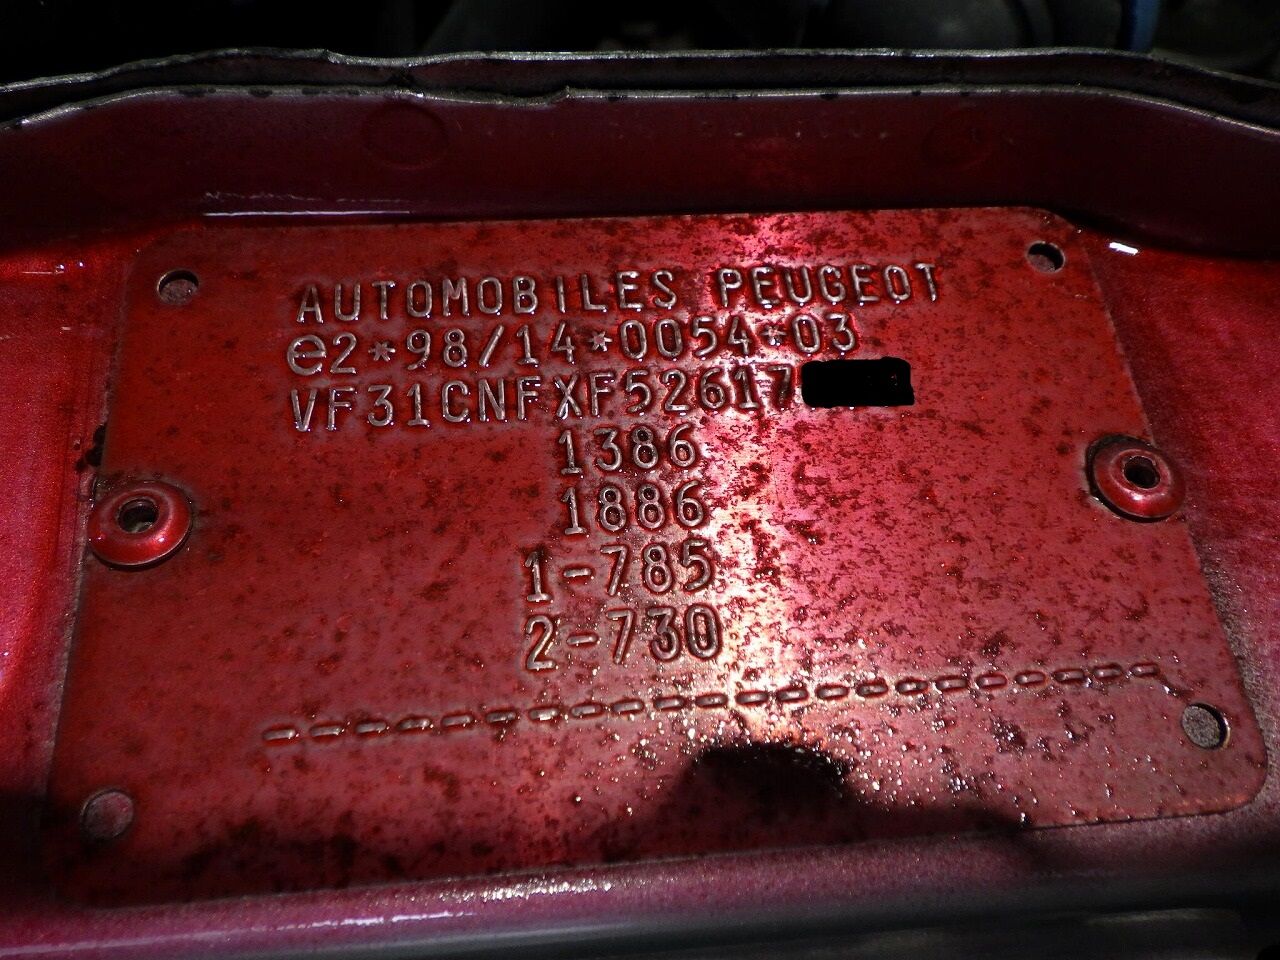 AUTOMOBILES PEUGEOT
e2*98/14*0054*03
VF31CNFXF52617
1386
1886
1-785
2-730